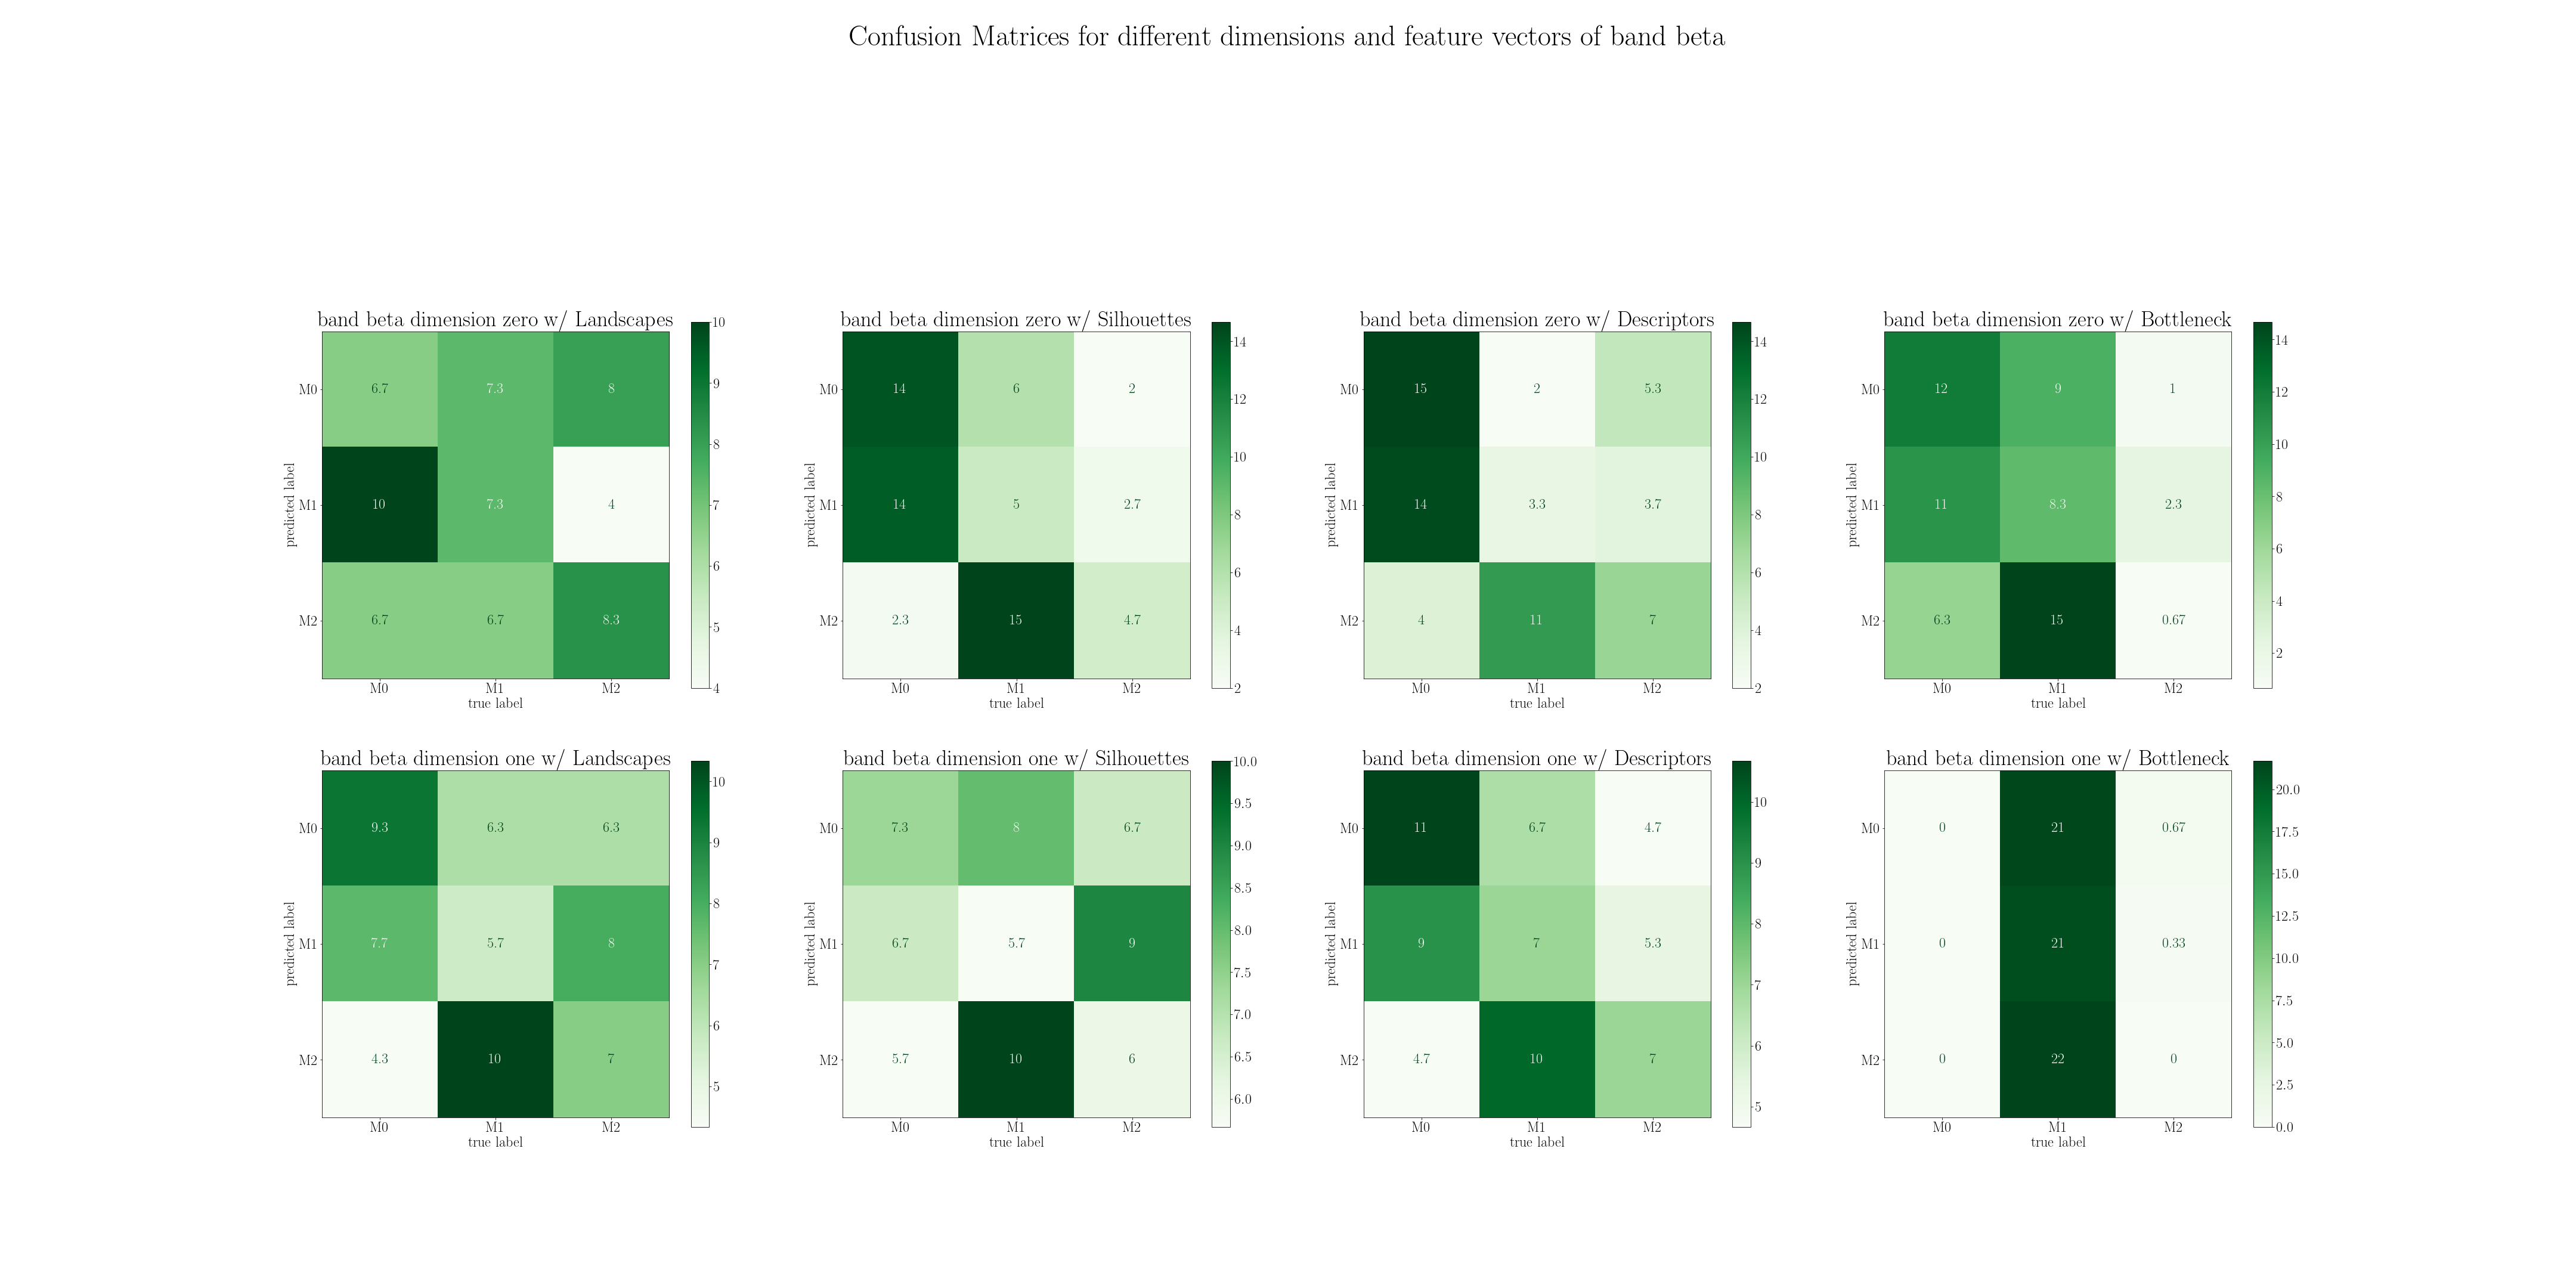 Confusion Matrices for different dimensions and feature vectors of band beta
band beta dimension zero w/ Landscapes
10
9
8
7
6
5
4
M0
M1
M2
predicted label
6.7 7.3 8
10 7.3 4
6.7 6.7 8.3
M0 M1 M2
true label
band beta dimension zero w/ Silhouettes
14
12
10
8
6
4
2
M0
M1
M2
predicted label
14 6 2
14 5 2.7
2.3 15 4.7
M0 M1 M2
true label
band beta dimension zero w/ Descriptors
14
12
10
8
6
4
2
M0
M1
M2
predicted label
15 2 5.3
14 3.3 3.7
4 11 7
M0 M1 M2
true label
band beta dimension zero w/ Bottleneck
14
12
10
8
6
4
2
M0
M1
M2
predicted label
12 9 1
11 8.3 2.3
6.3 15 0.67
M0 M1 M2
true label
band beta dimension one w/ Landscapes
10
9
8
7
6
5
M0
M1
M2
predicted label
9.3 6.3 6.3
7.7 5.7 8
4.3 10 7
M0 M1 M2
true label
band beta dimension one w/ Silhouettes
10.0
9.5
9.0
8.5
8.0
7.5
7.0
6.5
6.0
M0
M1
M2
predicted label
7.3 8 6.7
6.7 5.7 9
5.7 10 6
M0 M1 M2
true label
band beta dimension one w/ Descriptors
10
9
8
7
6
5
M0
M1
M2
predicted label
11 6.7 4.7
9 7 5.3
4.7 10 7
M0 M1 M2
true label
band beta dimension one w/ Bottleneck
20.0
17.5
15.0
12.5
10.0
7.5
5.0
2.5
0.0
M0
M1
M2
predicted label
0 21 0.67
0 21 0.33
0 22 0
M0 M1 M2
true label